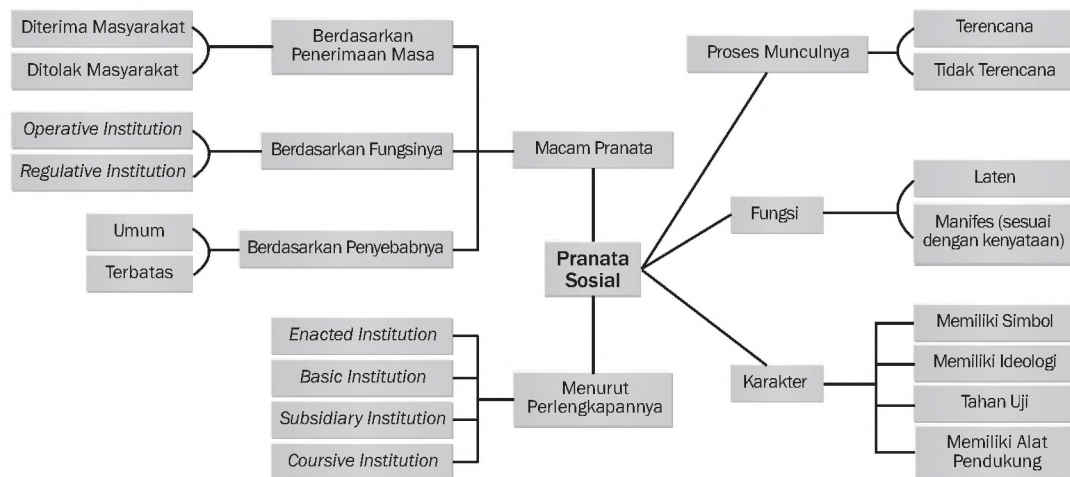 Diterima Masyarakat
Ditolak Masyarakat
Berdasarkan
Penerimaan Masa
Operative Institution
Regulative Institution
Berdasarkan Fungsinya
Umum
Terbatas
Berdasarkan Penyebabnya
Macam Pranata
Pranata
Sosial
Enacted Institution
Basic Institution
Subsidiary Institution
Coursive Institution
Menurut
Perlengkapannya
Proses Munculnya
Terencana
Tidak Terencana
Fungsi
Laten
Manifes (sesuai
dengan kenyataan)
Karakter
Memiliki Simbol
Memiliki Ideologi
Tahan Uji
Memiliki Alat
Pendukung